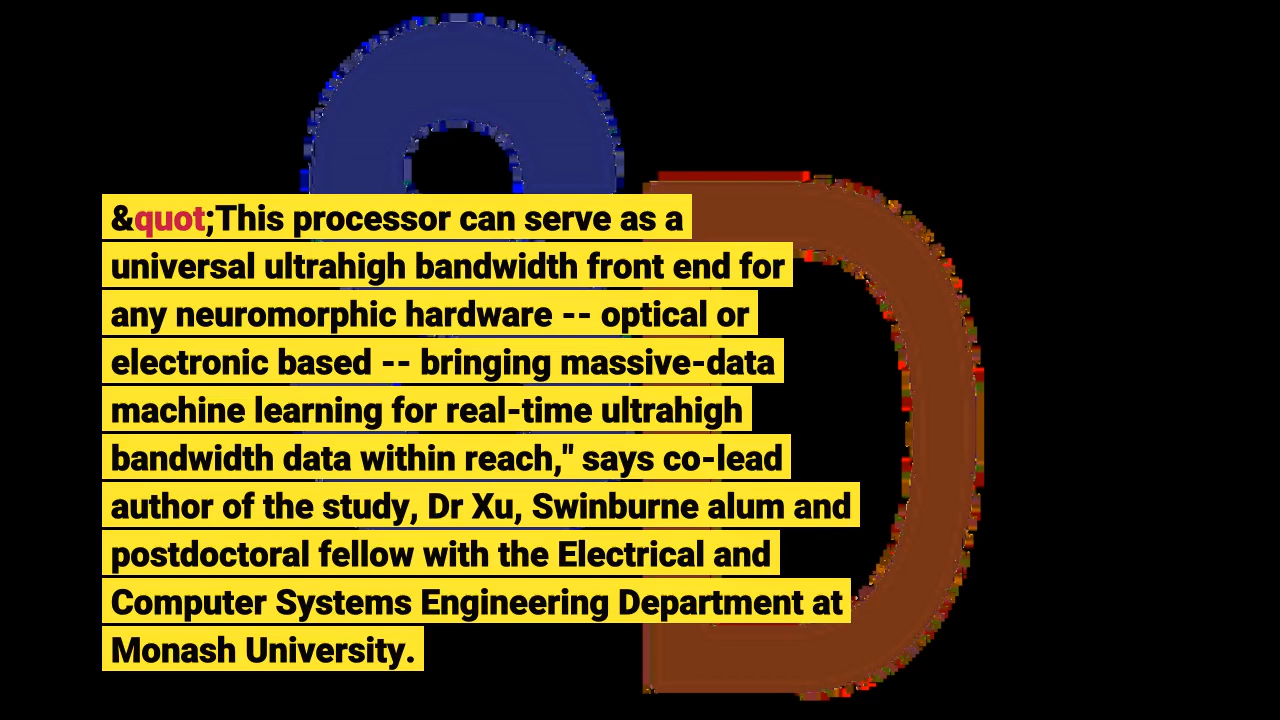 &quot;This processor can serve as a
universal ultrahigh bandwidth front end for
any neuromorphic hardware -- optical or
electronic based -- bringing massive-data
machine learning for real-time ultrahigh
bandwidth data within reach," says co-lead
author of the study, Dr Xu, Swinburne alum and
postdoctoral fellow with the Electrical and
Computer Systems Engineering Department at
Monash University.